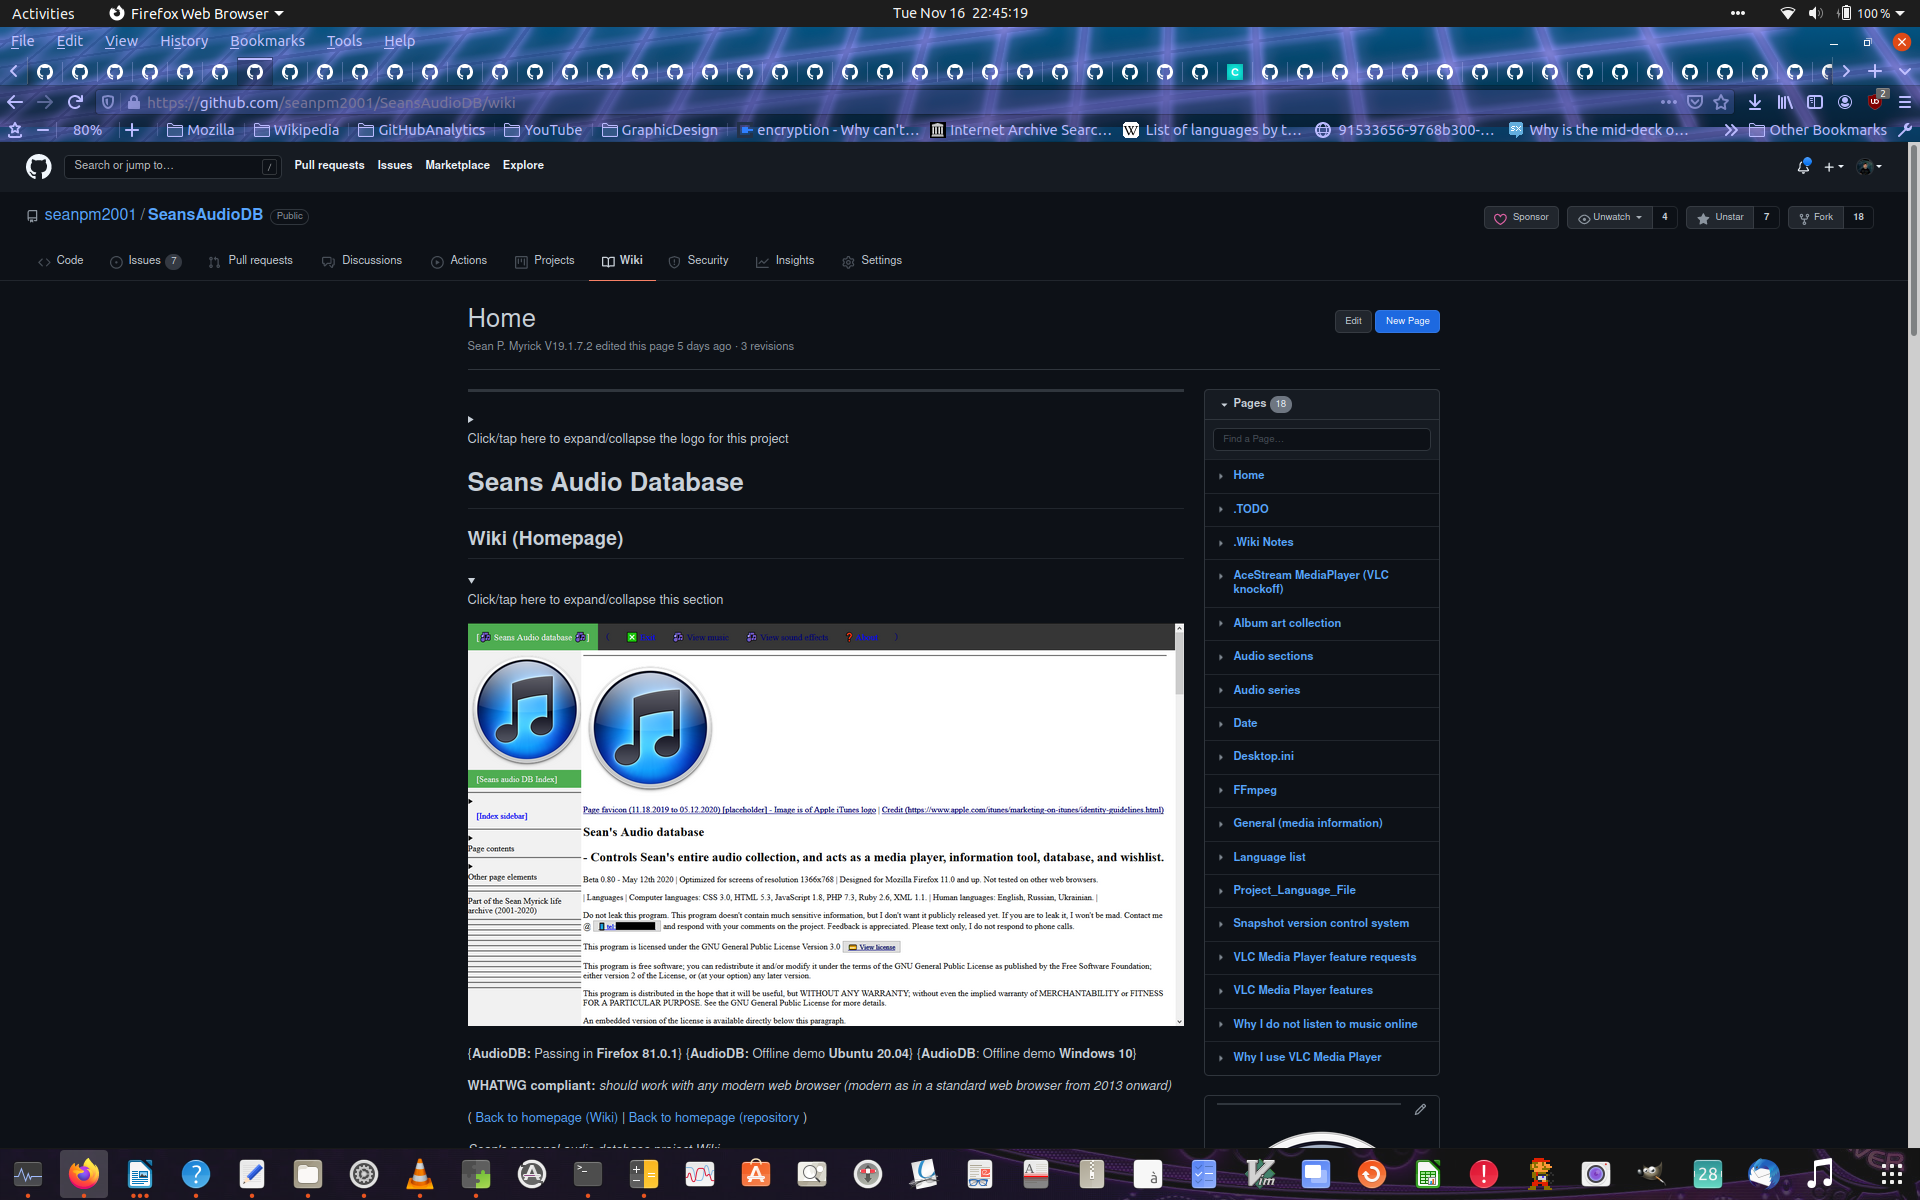 Activities
Firefox Web Browser
Tue Nov 16  22:45:19
100 %
File Edit View History Bookmarks Tools Help
https://github.com/seanpm2001/SeansAudioDB/wiki
2
80%
Mozilla
Wikipedia
GitHubAnalytics
YouTube
GraphicDesign
encryption - Why can't…
Internet Archive Searc…
List of languages by t…
91533656-9768b300-…
Why is the mid-deck o…
Other Bookmarks
Search or jump to…
/
Pull requests Issues Marketplace Explore
seanpm2001 / SeansAudioDB Public
Sponsor
Unwatch 4
Unstar 7
Fork 18
Code
Issues 7
Pull requests
Discussions
Actions
Projects
Wiki
Security
Insights
Settings
Home
Edit New Page
Sean P. Myrick V19.1.7.2 edited this page 5 days ago · 3 revisions
Click/tap here to expand/collapse the logo for this project
Seans Audio Database
Wiki (Homepage)
Click/tap here to expand/collapse this section
[ Seans Audio database ] ( Exit View music View sound effects About )
[Seans audio DB Index]
[Index sidebar]
Page contents
Other page elements
Part of the Sean Myrick life
archive (2001-2020)
Page favicon (11.18.2019 to 05.12.2020) [placeholder] - Image is of Apple iTunes logo | Credit (https://www.apple.com/itunes/marketing-on-itunes/identity-guidelines.html)
Sean's Audio database
- Controls Sean's entire audio collection, and acts as a media player, information tool, database, and wishlist.
Beta 0.80 - May 12th 2020 | Optimized for screens of resolution 1366x768 | Designed for Mozilla Firefox 11.0 and up. Not tested on other web browsers.
| Languages | Computer languages: CSS 3.0, HTML 5.3, JavaScript 1.8, PHP 7.3, Ruby 2.6, XML 1.1. | Human languages: English, Russian, Ukrainian. |
Do not leak this program. This program doesn't contain much sensitive information, but I don't want it publicly released yet. If you are to leak it, I won't be mad. Contact me
@ tel: and respond with your comments on the project. Feedback is appreciated. Please text only, I do not respond to phone calls.
This program is licensed under the GNU General Public License Version 3.0 View license
This program is free software; you can redistribute it and/or modify it under the terms of the GNU General Public License as published by the Free Software Foundation;
either version 2 of the License, or (at your option) any later version.
This program is distributed in the hope that it will be useful, but WITHOUT ANY WARRANTY; without even the implied warranty of MERCHANTABILITY or FITNESS
FOR A PARTICULAR PURPOSE. See the GNU General Public License for more details.
An embedded version of the license is available directly below this paragraph.
{AudioDB: Passing in Firefox 81.0.1} {AudioDB: Offline demo Ubuntu 20.04} {AudioDB: Offline demo Windows 10}
WHATWG compliant: should work with any modern web browser (modern as in a standard web browser from 2013 onward)
( Back to homepage (Wiki) | Back to homepage (repository )
Sean's personal audio database project Wiki
Pages 18
Find a Page…
Home
.TODO
.Wiki Notes
AceStream MediaPlayer (VLC
knockoff)
Album art collection
Audio sections
Audio series
Date
Desktop.ini
FFmpeg
General (media information)
Language list
Project_Language_File
Snapshot version control system
VLC Media Player feature requests
VLC Media Player features
Why I do not listen to music online
Why I use VLC Media Player
28